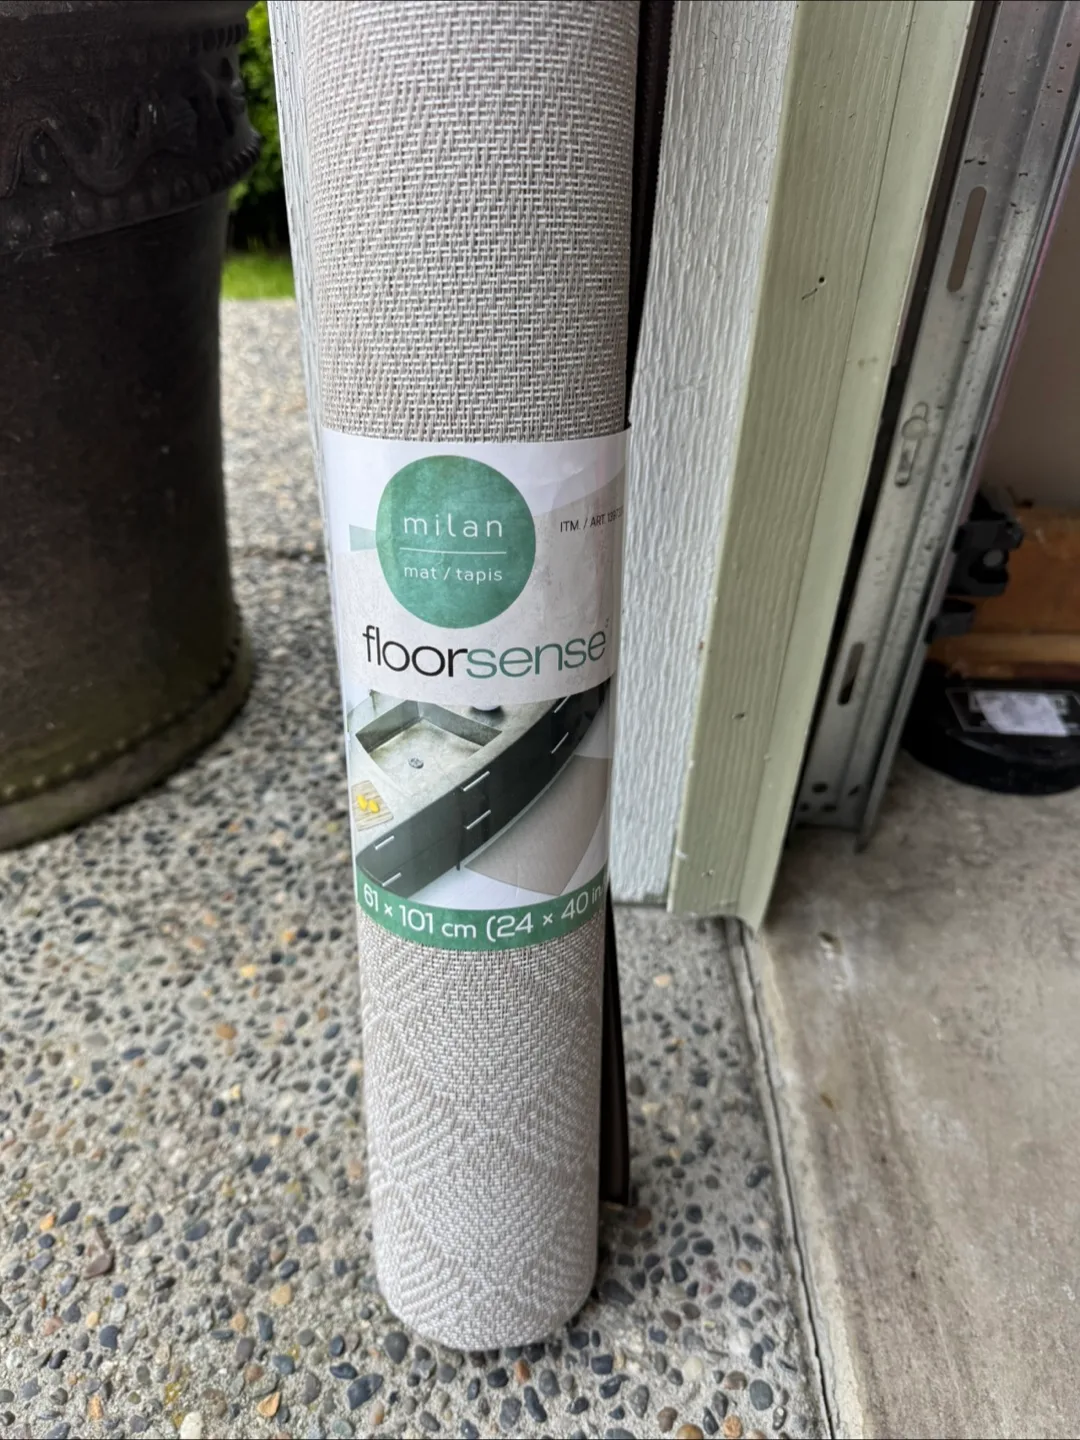 milan
mat / tapis
ITM. / ART.
floorsense
61 × 101 cm (24 × 40 in